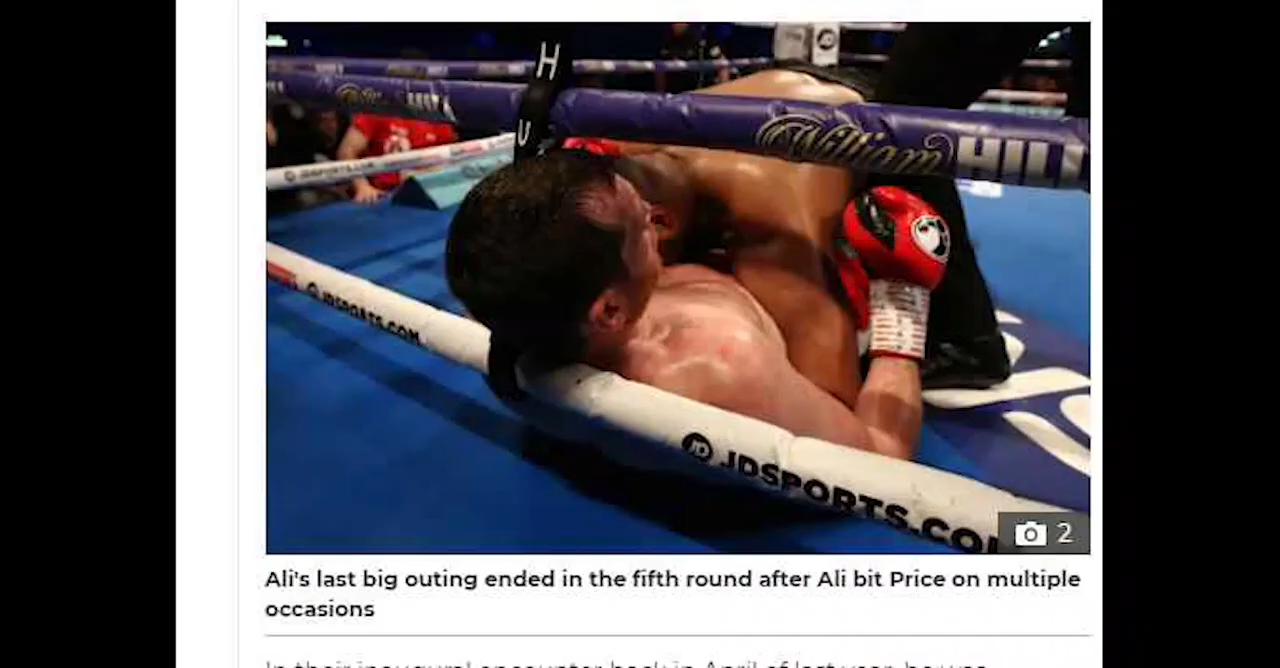 H
U
William HILL
JDSPORTS.COM
JDSPORTS.COM
2
Ali's last big outing ended in the fifth round after Ali bit Price on multiple
occasions